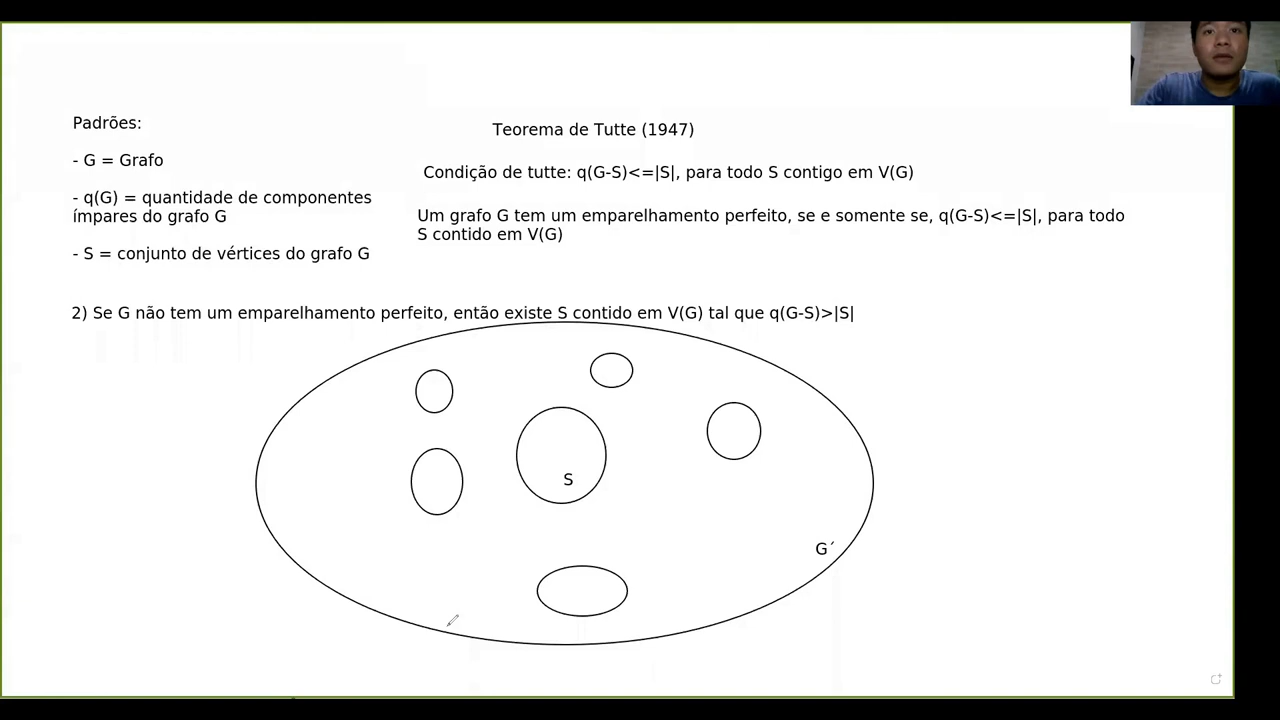 Padrões:
- G = Grafo
- q(G) = quantidade de componentes
ímpares do grafo G
- S = conjunto de vértices do grafo G
Teorema de Tutte (1947)
Condição de tutte: q(G-S)<=|S|, para todo S contigo em V(G)
Um grafo G tem um emparelhamento perfeito, se e somente se, q(G-S)<=|S|, para todo
S contido em V(G)
2) Se G não tem um emparelhamento perfeito, então existe S contido em V(G) tal que q(G-S)>|S|
S
G´